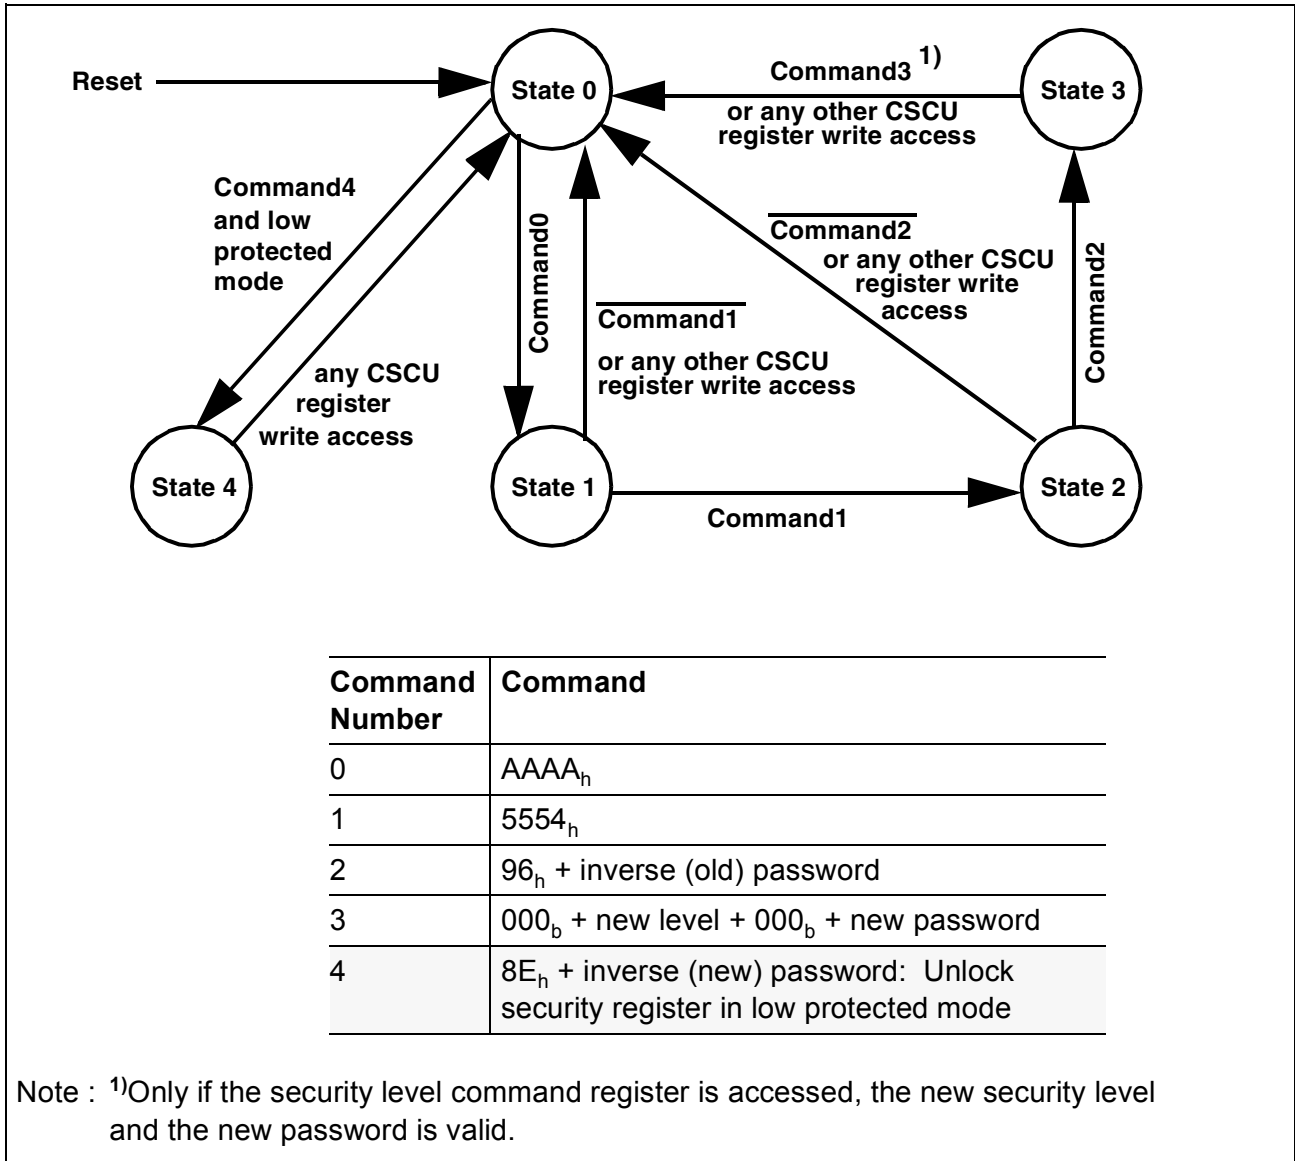 Reset
State 0
Command3 1)
or any other CSCU
register write access
State 3
Command4
and low
protected
mode
Command0
Command1
or any other CSCU
register write access
Command2
or any other CSCU
register write
access
Command2
any CSCU
register
write access
State 4
State 1
Command1
State 2
Command Number
Command
0
AAAAh
1
5554h
2
96h + inverse (old) password
3
000b + new level + 000b + new password
4
8Eh + inverse (new) password: Unlock
security register in low protected mode
Note : 1)Only if the security level command register is accessed, the new security level
and the new password is valid.